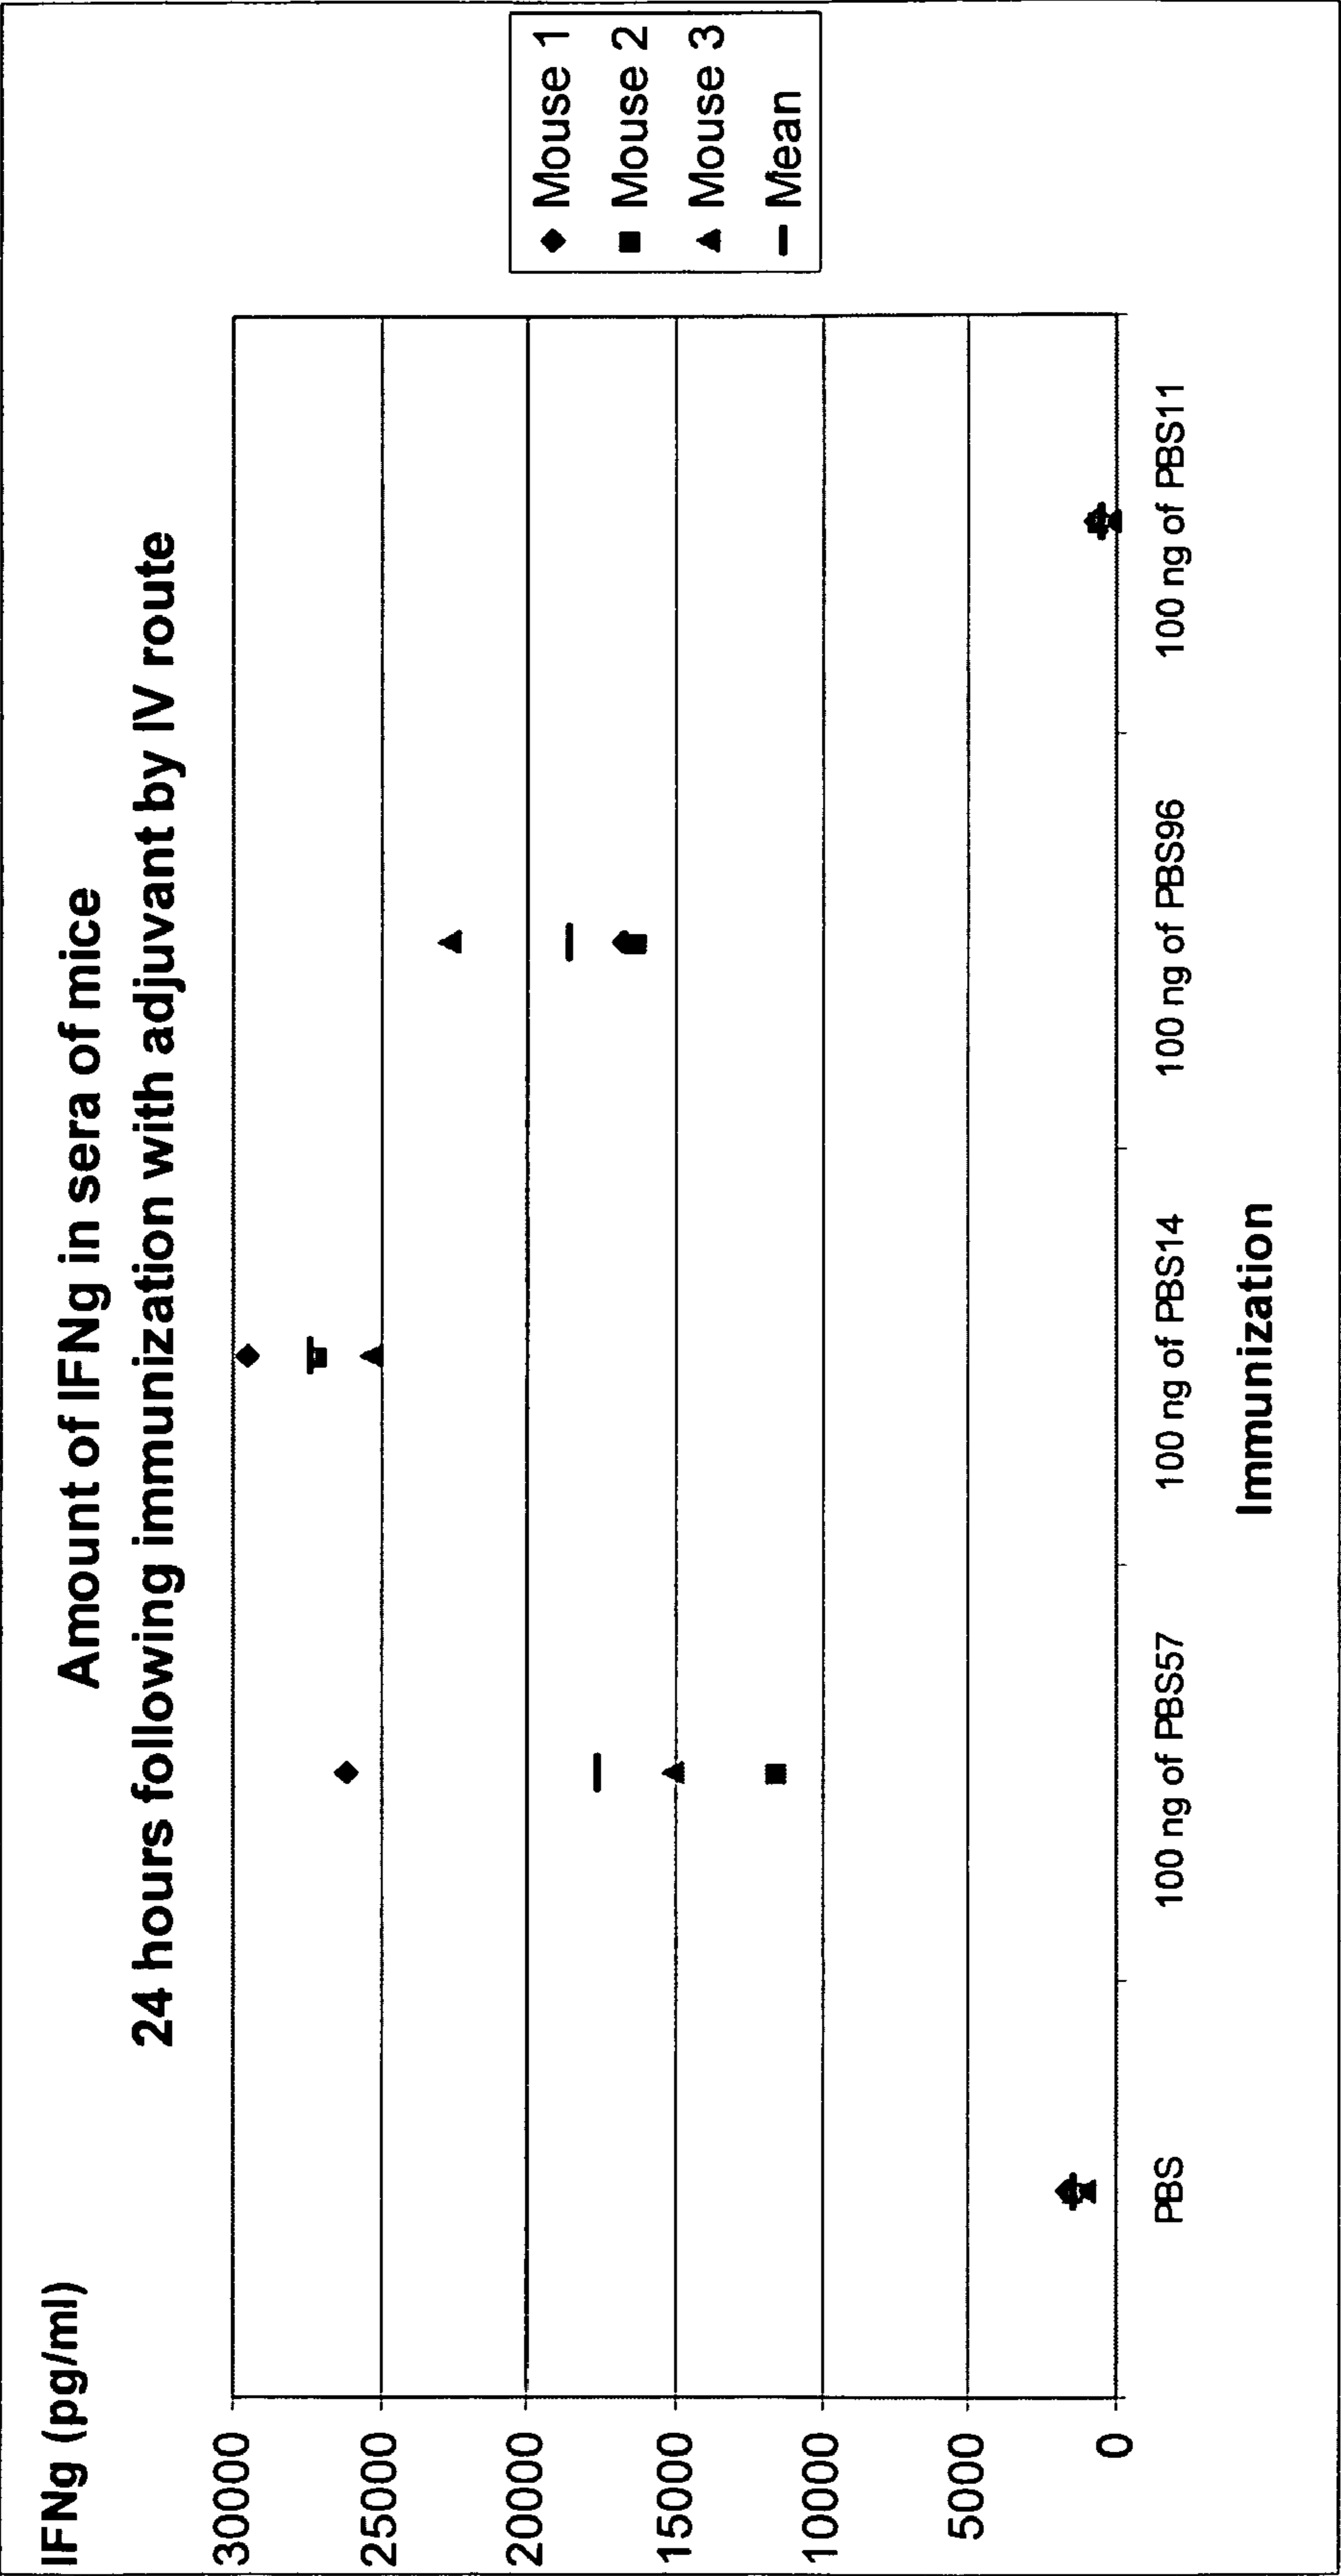 IFNg (pg/ml)
Amount of IFNg in sera of mice
24 hours following immunization with adjuvant by IV route
30000
25000
20000
15000
10000
5000
0
PBS
100 ng of PBS57
100 ng of PBS14
100 ng of PBS96
100 ng of PBS11
Immunization
Mouse 1
Mouse 2
Mouse 3
Mean